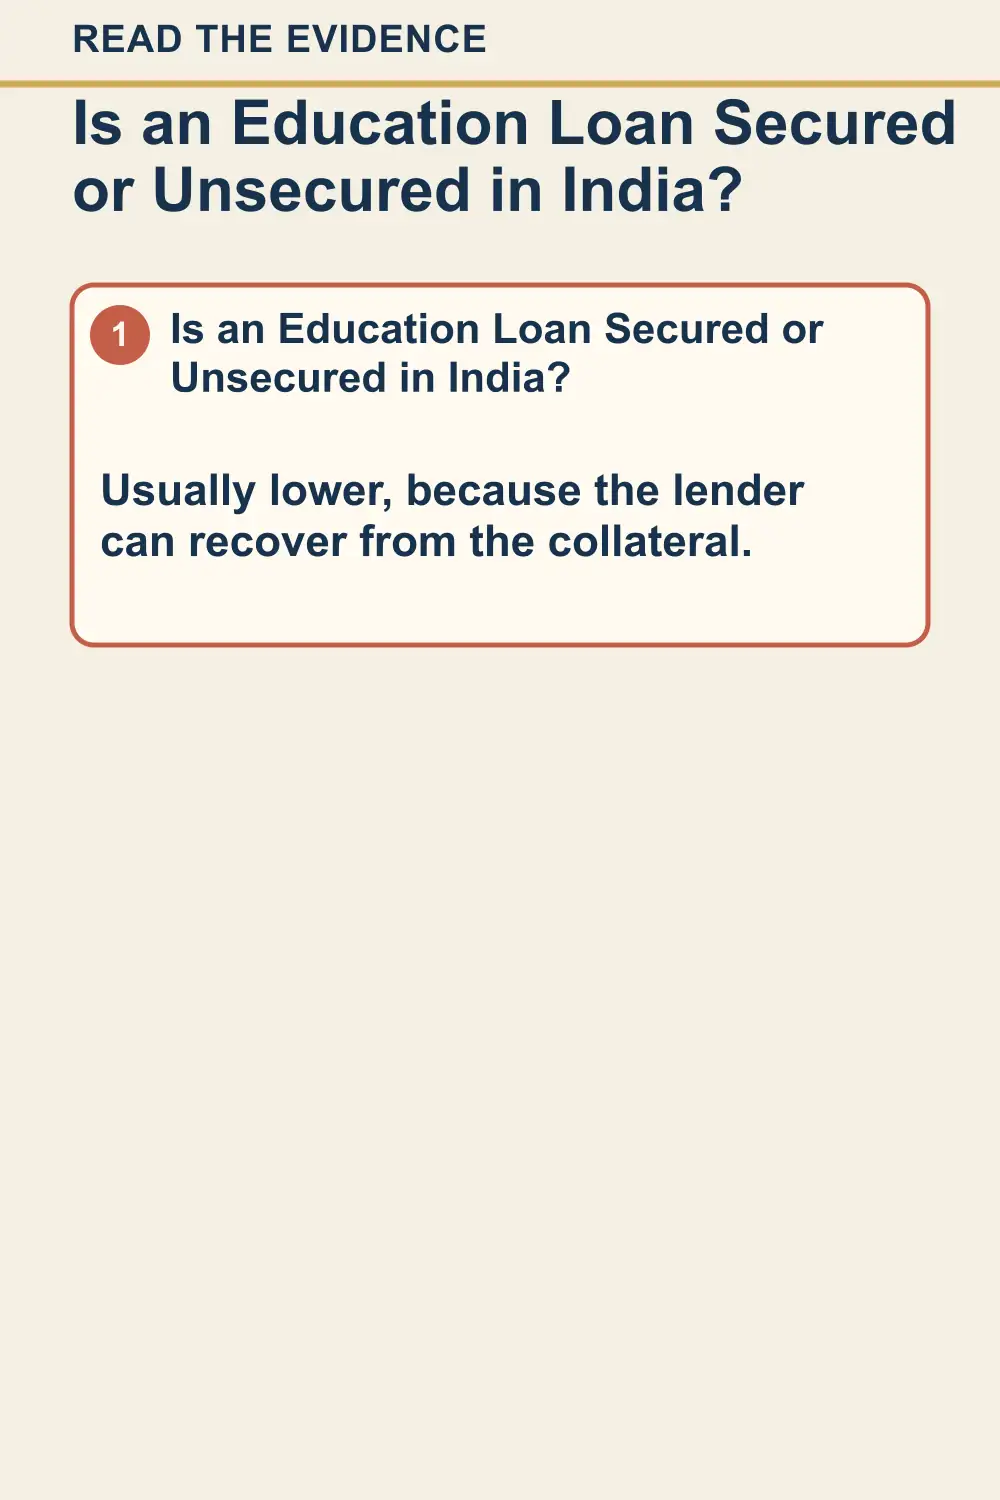 READ THE EVIDENCE
Is an Education Loan Secured
or Unsecured in India?
1
Is an Education Loan Secured or
Unsecured in India?
Usually lower, because the lender
can recover from the collateral.